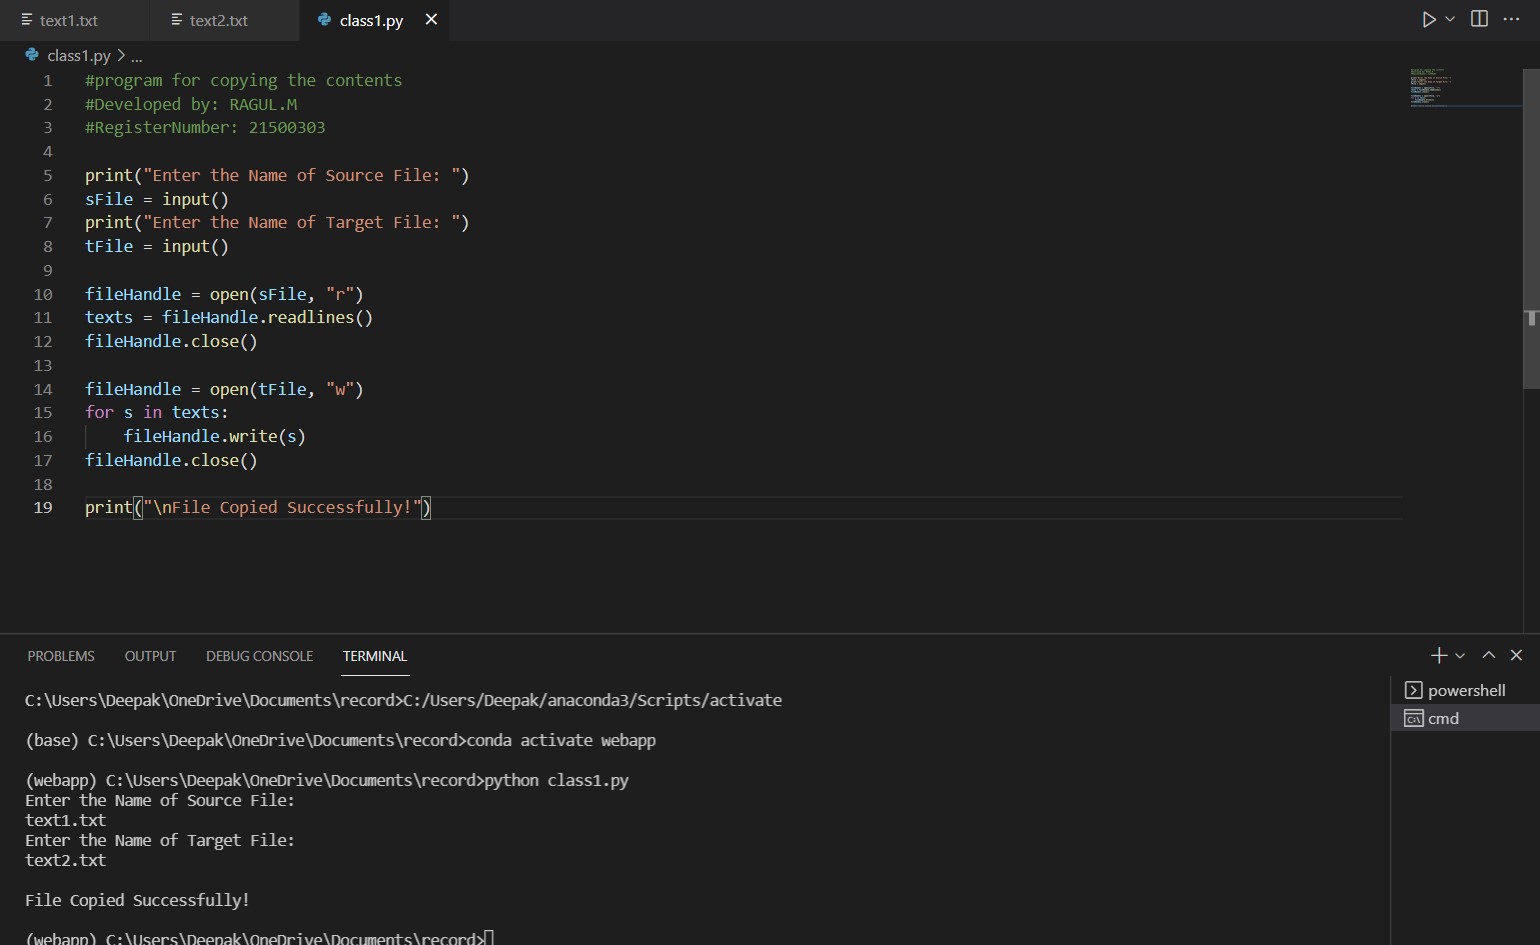 text1.txt
text2.txt
class1.py
class1.py > ...
1 #program for copying the contents
2 #Developed by: RAGUL.M
3 #RegisterNumber: 21500303
4
5 print("Enter the Name of Source File: ")
6 sFile = input()
7 print("Enter the Name of Target File: ")
8 tFile = input()
9
10 fileHandle = open(sFile, "r")
11 texts = fileHandle.readlines()
12 fileHandle.close()
13
14 fileHandle = open(tFile, "w")
15 for s in texts:
16     fileHandle.write(s)
17 fileHandle.close()
18
19 print("\nFile Copied Successfully!")
PROBLEMS OUTPUT DEBUG CONSOLE TERMINAL
C:\Users\Deepak\OneDrive\Documents\record>C:/Users/Deepak/anaconda3/Scripts/activate
(base) C:\Users\Deepak\OneDrive\Documents\record>conda activate webapp
(webapp) C:\Users\Deepak\OneDrive\Documents\record>python class1.py
Enter the Name of Source File:
text1.txt
Enter the Name of Target File:
text2.txt
File Copied Successfully!
(webapp) C:\Users\Deepak\OneDrive\Documents\record>
powershell
cmd